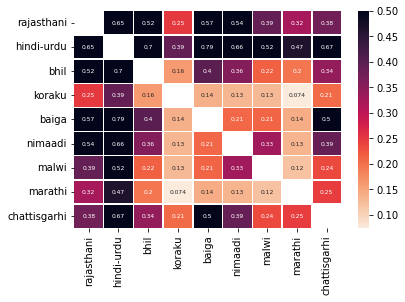 rajasthani 0.65 0.52 0.25 0.57 0.54 0.39 0.32 0.38
hindi-urdu 0.65 0.7 0.39 0.79 0.66 0.52 0.47 0.67
bhil 0.52 0.7 0.16 0.4 0.36 0.22 0.2 0.34
koraku 0.25 0.39 0.16 0.14 0.13 0.13 0.074 0.21
baiga 0.57 0.79 0.4 0.14 0.21 0.21 0.14 0.5
nimaadi 0.54 0.66 0.36 0.13 0.21 0.33 0.13 0.39
malwi 0.39 0.52 0.22 0.13 0.21 0.33 0.12 0.24
marathi 0.32 0.47 0.2 0.074 0.14 0.13 0.12 0.25
chattisgarhi 0.38 0.67 0.34 0.21 0.5 0.39 0.24 0.25
rajasthani
hindi-urdu
bhil
koraku
baiga
nimaadi
malwi
marathi
chattisgarhi
0.50
0.45
0.40
0.35
0.30
0.25
0.20
0.15
0.10